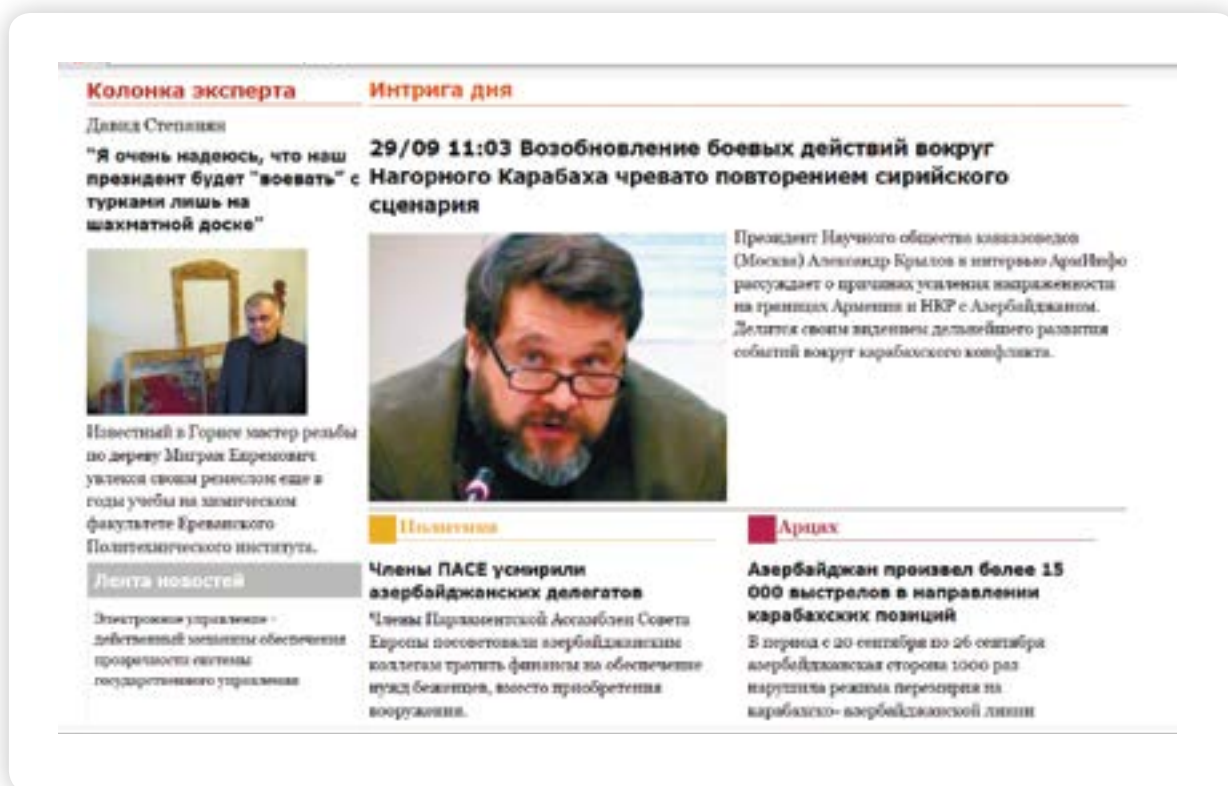 Колонка эксперта
Давид Степанян
"Я очень надеюсь, что наш
президент будет "воевать" с
турками лишь на
шахматной доске"
Известный в Горисе мастер резьбы
по дереву Мигран Еремович
увлекся своим ремеслом еще в
годы учебы на химическом
факультете Ереванского
Политехнического института.
Лента новостей
Электронное управление -
действенный механизм обеспечения
прозрачности системы
государственного управления
Интрига дня
29/09 11:03 Возобновление боевых действий вокруг
Нагорного Карабаха чревато повторением сирийского
сценария
Президент Научного общества кавказоведов
(Москва) Александр Крылов в интервью АрмИнфо
рассуждает о причинах усиления напряженности
на границах Армении и НКР с Азербайджаном.
Делится своим видением дальнейшего развития
событий вокруг карабахского конфликта.
Политика
Члены ПАСЕ усмирили
азербайджанских делегатов
Члены Парламентской Ассамблеи Совета
Европы посоветовали азербайджанским
коллегам тратить финансы на обеспечение
нужд беженцев, вместо приобретения
вооружения.
Арцах
Азербайджан произвел более 15
000 выстрелов в направлении
карабахских позиций
В период с 20 сентября по 26 сентября
азербайджанская сторона 1000 раз
нарушила режима перемирия на
карабахско- азербайджанской линии